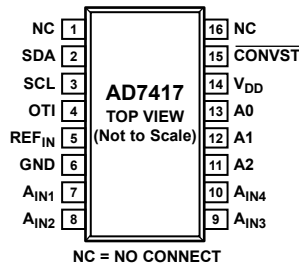 NC 1 16 NC
SDA 2 15 CONVST
SCL 3 14 VDD
OTI 4 13 A0
REFIN 5 12 A1
GND 6 11 A2
AIN1 7 10 AIN4
AIN2 8 9 AIN3
AD7417
TOP VIEW
(Not to Scale)
NC = NO CONNECT